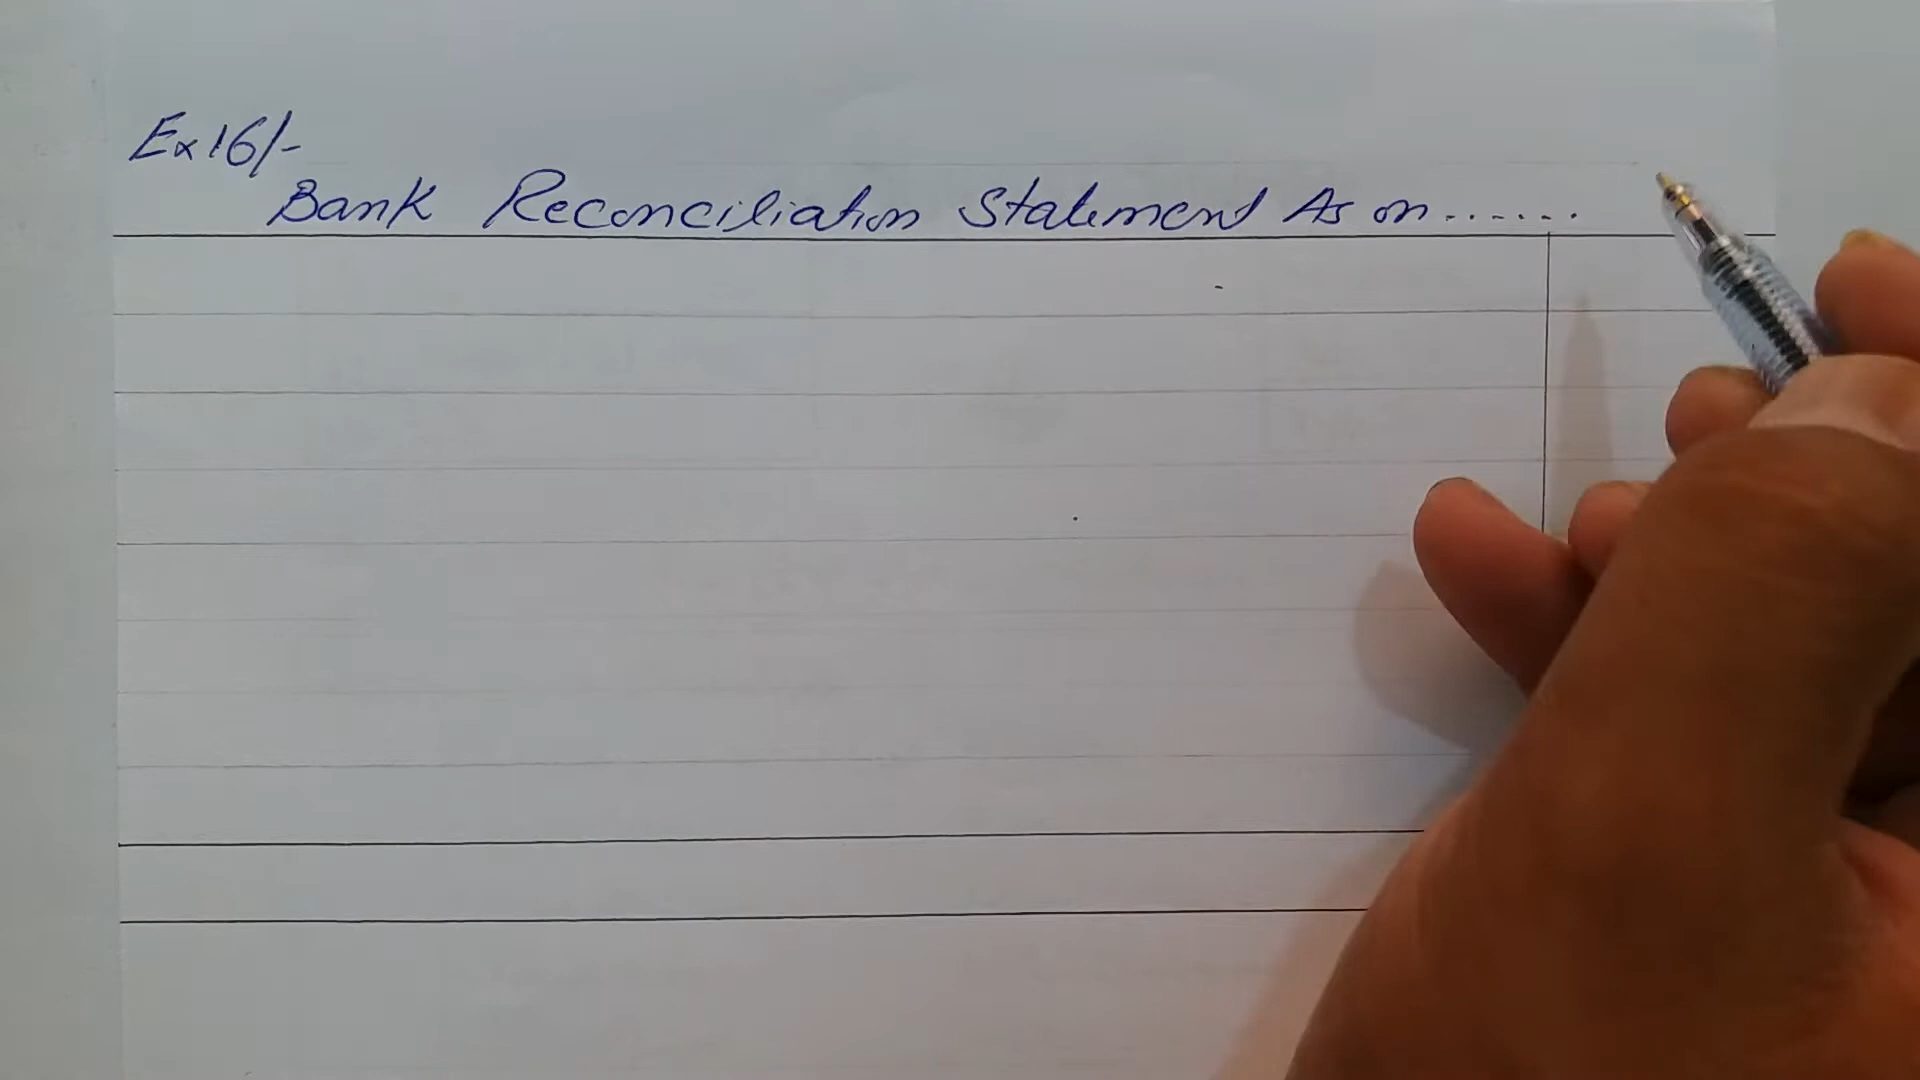 Ex 16/-
Bank Reconciliation Statement As on.......